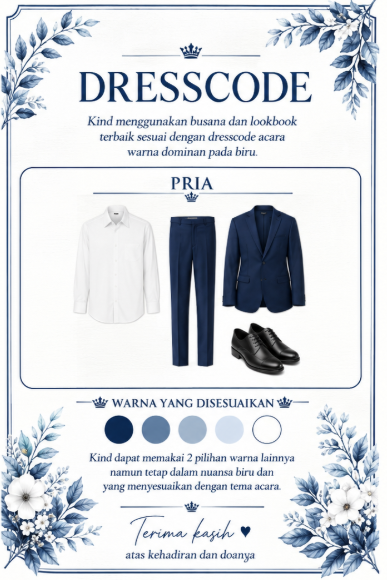 DRESSCODE
Kind menggunakan busana dan lookbook
terbaik sesuai dengan dresscode acara
warna dominan pada biru.
PRIA
WARNA YANG DISESUAIKAN
Kind dapat memakai 2 pilihan warna lainnya
namun tetap dalam nuansa biru dan
yang menyesuaikan dengan tema acara.
Terima kasih ♥
atas kehadiran dan doanya